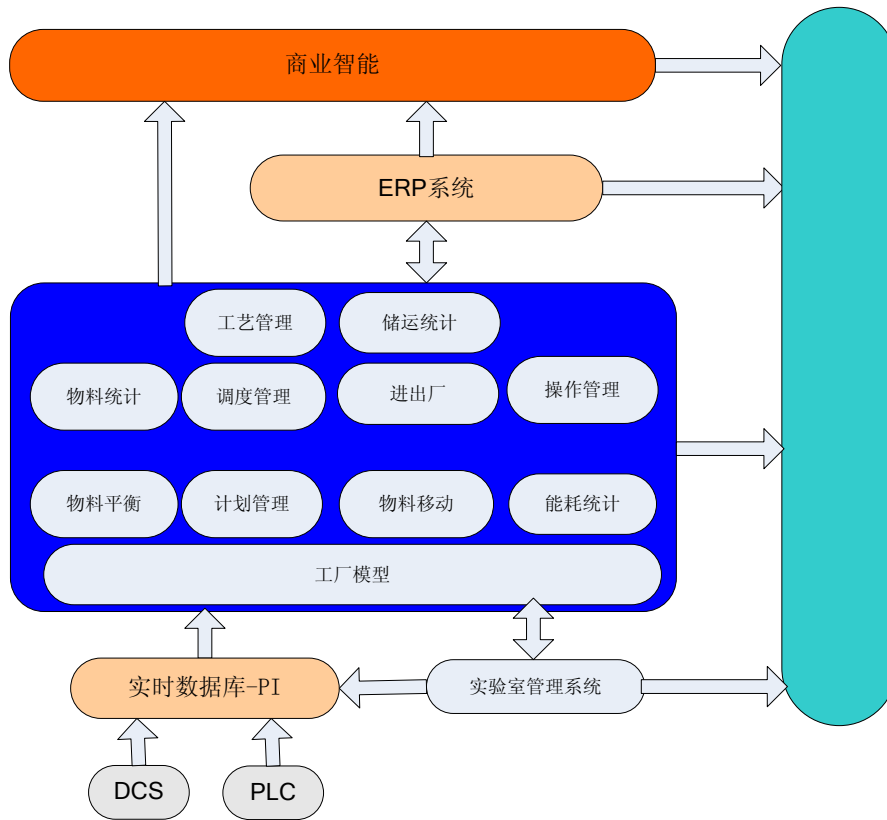 商业智能
ERP系统
工艺管理
储运统计
物料统计
调度管理
进出厂
操作管理
物料平衡
计划管理
物料移动
能耗统计
工厂模型
实时数据库-PI
实验室管理系统
DCS
PLC